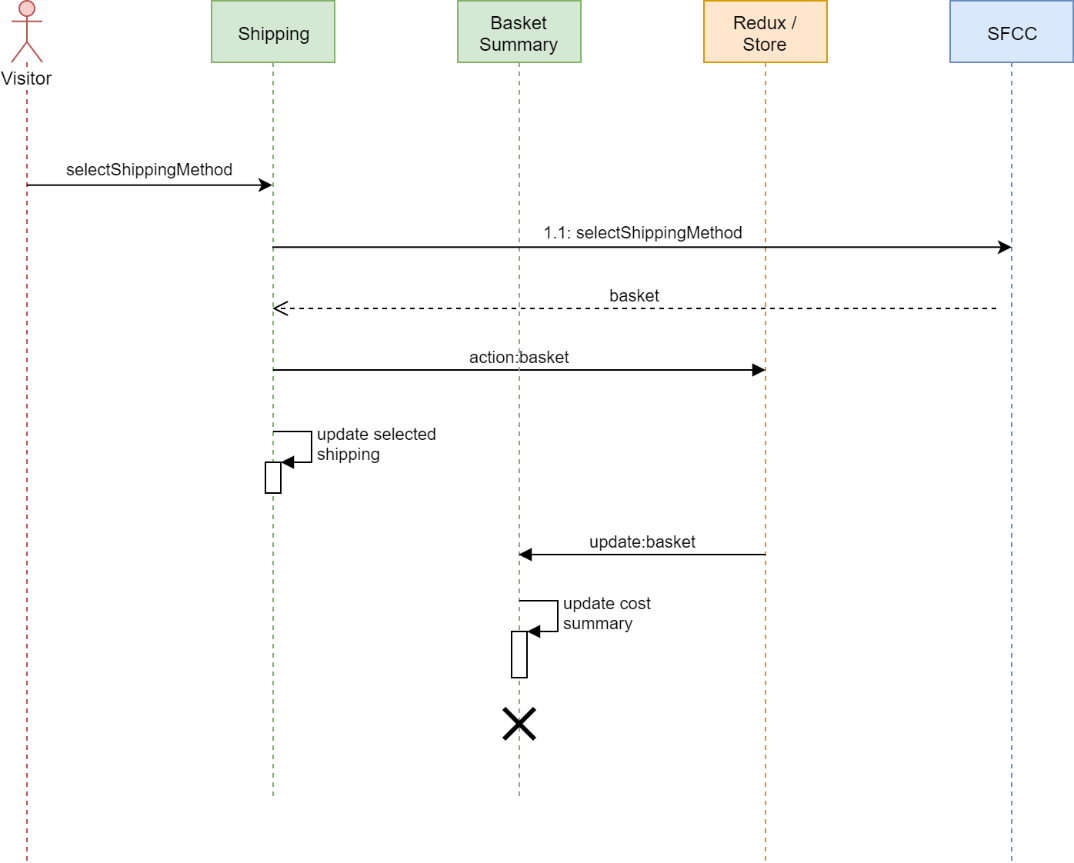 Visitor
Shipping
Basket
Summary
Redux /
Store
SFCC
selectShippingMethod
1.1: selectShippingMethod
basket
action:basket
update selected
shipping
update:basket
update cost
summary